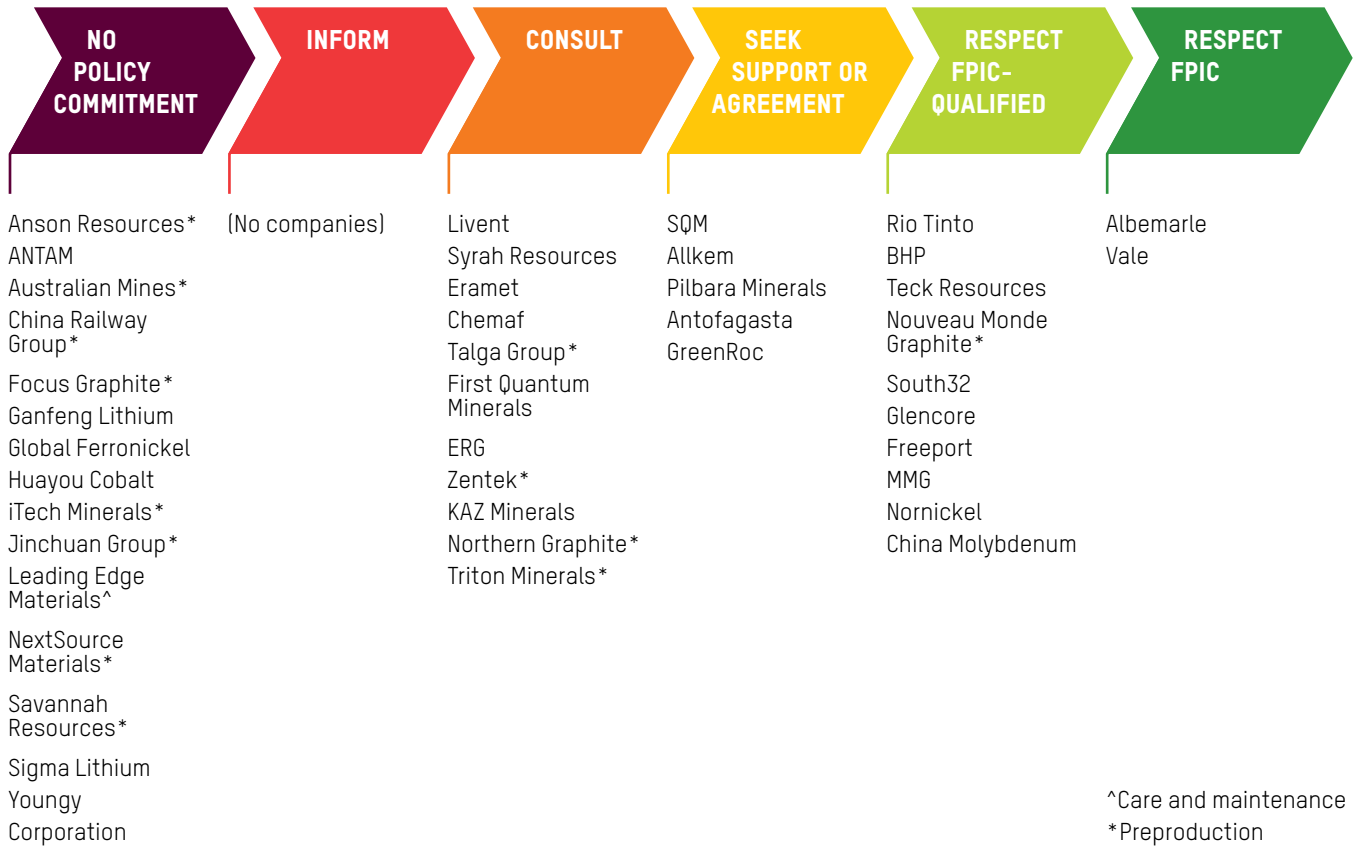 NO
POLICY
COMMITMENT
INFORM
CONSULT
SEEK
SUPPORT OR
AGREEMENT
RESPECT
FPIC-
QUALIFIED
RESPECT
FPIC
Anson Resources*
ANTAM
Australian Mines*
China Railway
Group*
Focus Graphite*
Ganfeng Lithium
Global Ferronickel
Huayou Cobalt
iTech Minerals*
Jinchuan Group*
Leading Edge
Materials^
NextSource
Materials*
Savannah
Resources*
Sigma Lithium
Youngy
Corporation
(No companies)
Livent
Syrah Resources
Eramet
Chemaf
Talga Group*
First Quantum
Minerals
ERG
Zentek*
KAZ Minerals
Northern Graphite*
Triton Minerals*
SQM
Allkem
Pilbara Minerals
Antofagasta
GreenRoc
Rio Tinto
BHP
Teck Resources
Nouveau Monde
Graphite*
South32
Glencore
Freeport
MMG
Nornickel
China Molybdenum
Albemarle
Vale
^Care and maintenance
*Preproduction